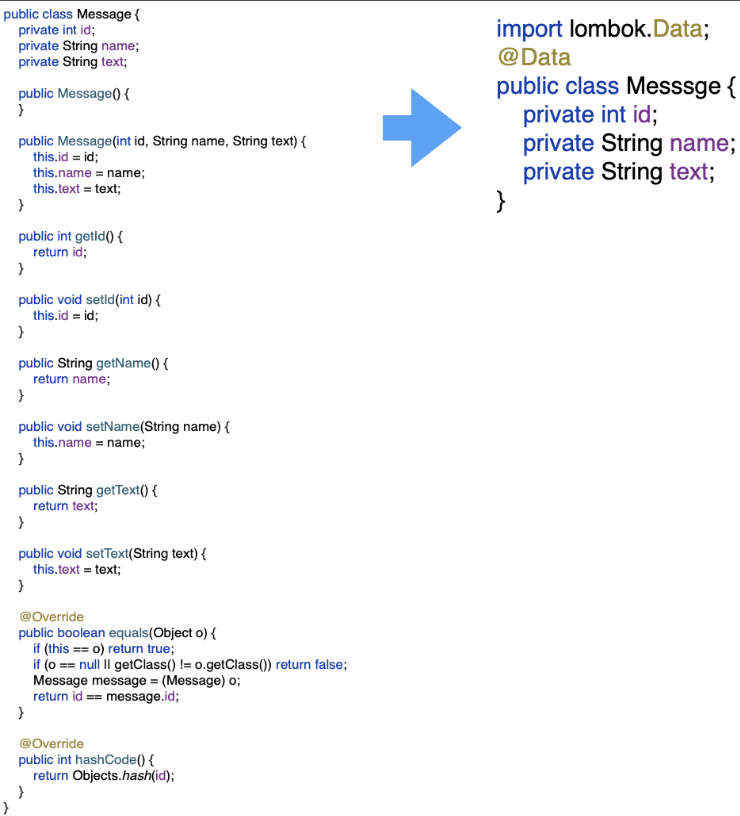 public class Message {
private int id;
private String name;
private String text;
public Message() {
}
public Message(int id, String name, String text) {
this.id = id;
this.name = name;
this.text = text;
}
public int getId() {
return id;
}
public void setId(int id) {
this.id = id;
}
public String getName() {
return name;
}
public void setName(String name) {
this.name = name;
}
public String getText() {
return text;
}
public void setText(String text) {
this.text = text;
}
@Override
public boolean equals(Object o) {
if (this == o) return true;
if (o == null || getClass() != o.getClass()) return false;
Message message = (Message) o;
return id == message.id;
}
@Override
public int hashCode() {
return Objects.hash(id);
}
}
import lombok.Data;
@Data
public class Messsge {
private int id;
private String name;
private String text;
}